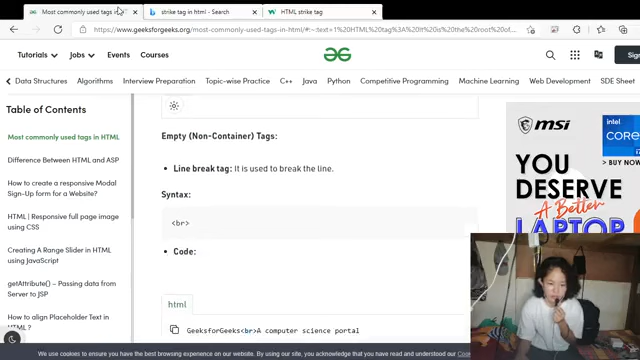 Most commonly used tags in HT
strike tag in html - Search
HTML strike tag
https://www.geeksforgeeks.org/most-commonly-used-tags-in-html/#:~:text=1%20HTML%20tag%3A%20It%20is%20the%20root%20of...
Tutorials Jobs Events Courses
Sign
Data Structures Algorithms Interview Preparation Topic-wise Practice C++ Java Python Competitive Programming Machine Learning Web Development Puzzles Project Ideas SDE Sheet
Table of Contents
Most commonly used tags in HTML
Difference Between HTML and ASP
How to create a responsive Modal
Sign-Up form for a Website?
HTML | Responsive full page image
using CSS
Creating A Range Slider in HTML
using JavaScript
getAttribute() – Passing data from
Server to JSP
How to align Placeholder Text in
HTML ?
Empty (Non-Container) Tags:
Line break tag: It is used to break the line.
Syntax:
<br>
Code:
html
GeeksforGeeks<br>A computer science portal
msi
intel
CORE
BUY NOW
YOU
DESERVE
A Better
LAPTOP
We use cookies to ensure you have the best browsing experience on our website. By using our site, you acknowledge that you have read and understood our Cookie